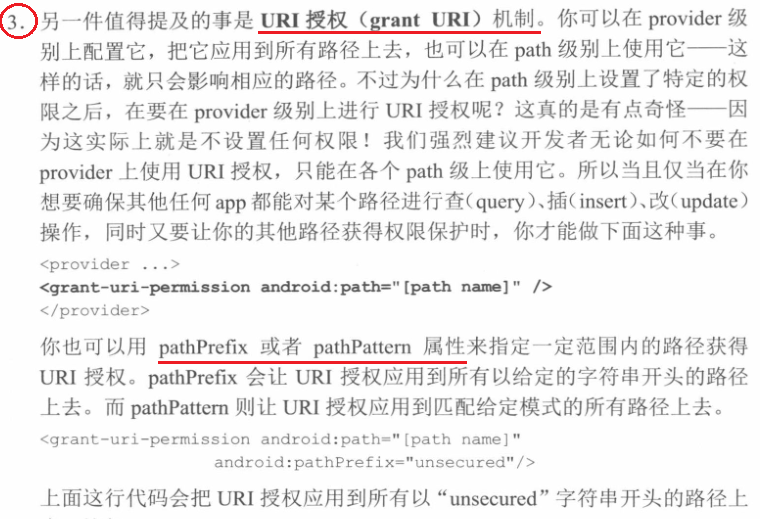 3. 另一件值得提及的事是 URI 授权（grant URI）机制。你可以在 provider 级
别上配置它，把它应用到所有路径上去，也可以在 path 级别上使用它——这
样的话，就只会影响相应的路径。不过为什么在 path 级别上设置了特定的权
限之后，在要在 provider 级别上进行 URI 授权呢？这真的是有点奇怪——因
为这实际上就是不设置任何权限！我们强烈建议开发者无论如何不要在
provider 上使用 URI 授权，只能在各个 path 级上使用它。所以当且仅当在你
想要确保其他任何 app 都能对某个路径进行查（query）、插（insert）、改（update）
操作，同时又要让你的其他路径获得权限保护时，你才能做下面这种事。
<provider ...>
<grant-uri-permission android:path="[path name]" />
</provider>
你也可以用 pathPrefix 或者 pathPattern 属性来指定一定范围内的路径获得
URI 授权。pathPrefix 会让 URI 授权应用到所有以给定的字符串开头的路径
上去。而 pathPattern 则让 URI 授权应用到匹配给定模式的所有路径上去。
<grant-uri-permission android:path="[path name]"
android:pathPrefix="unsecured"/>
上面这行代码会把 URI 授权应用到所有以“unsecured”字符串开头的路径上